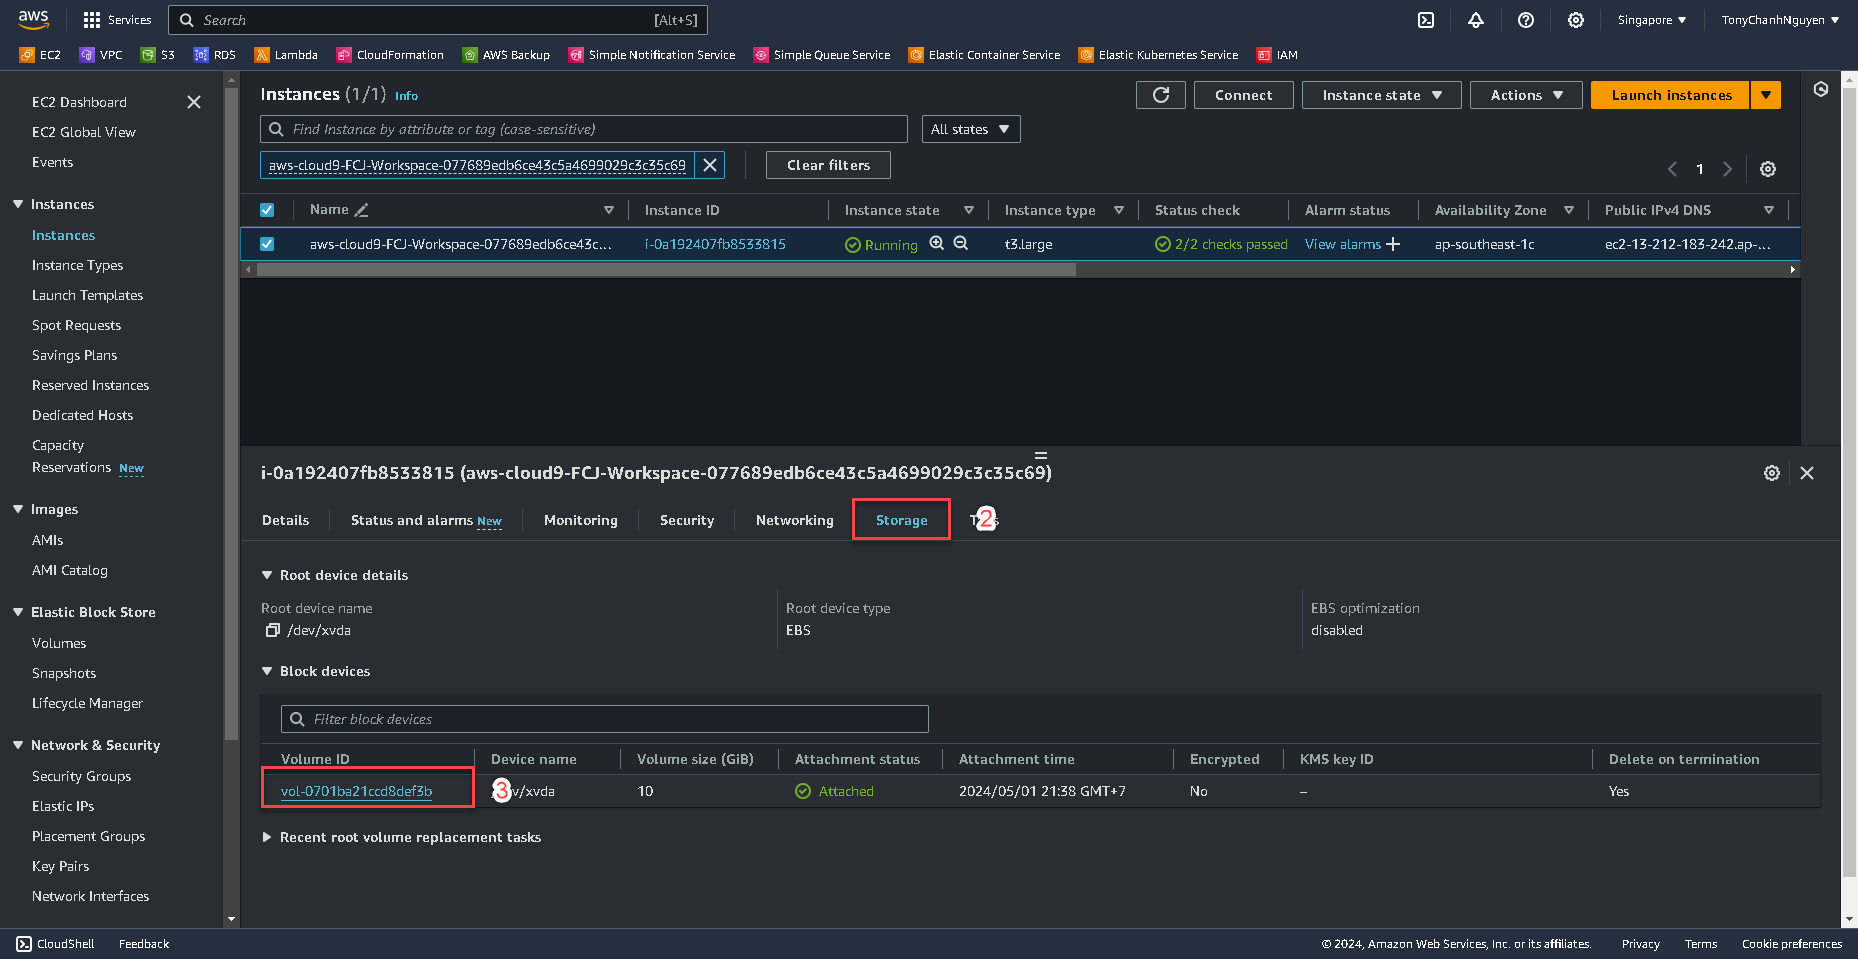 aws
Services
Search [Alt+S]
Singapore
TonyChanhNguyen
EC2 VPC S3 RDS Lambda CloudFormation AWS Backup Simple Notification Service Simple Queue Service Elastic Container Service Elastic Kubernetes Service IAM
EC2 Dashboard
EC2 Global View
Events
Instances
Instances
Instance Types
Launch Templates
Spot Requests
Savings Plans
Reserved Instances
Dedicated Hosts
Capacity
Reservations New
Images
AMIs
AMI Catalog
Elastic Block Store
Volumes
Snapshots
Lifecycle Manager
Network & Security
Security Groups
Elastic IPs
Placement Groups
Key Pairs
Network Interfaces
Instances (1/1) Info
Connect
Instance state
Actions
Launch instances
Find Instance by attribute or tag (case-sensitive)
All states
aws-cloud9-FCJ-Workspace-077689edb6ce43c5a4699029c3c35c69
Clear filters
1
Name Instance ID Instance state Instance type Status check Alarm status Availability Zone Public IPv4 DNS
aws-cloud9-FCJ-Workspace-077689edb6ce43c... i-0a192407fb8533815 Running t3.large 2/2 checks passed View alarms ap-southeast-1c ec2-13-212-183-242.ap-...
i-0a192407fb8533815 (aws-cloud9-FCJ-Workspace-077689edb6ce43c5a4699029c3c35c69)
Details Status and alarms New Monitoring Security Networking Storage 2
Root device details
Root device name Root device type EBS optimization
/dev/xvda EBS disabled
Block devices
Filter block devices
Volume ID Device name Volume size (GiB) Attachment status Attachment time Encrypted KMS key ID Delete on termination
vol-0701ba21ccd8def3b 3 v/xvda 10 Attached 2024/05/01 21:38 GMT+7 No – Yes
Recent root volume replacement tasks
CloudShell Feedback
© 2024, Amazon Web Services, Inc. or its affiliates. Privacy Terms Cookie preferences